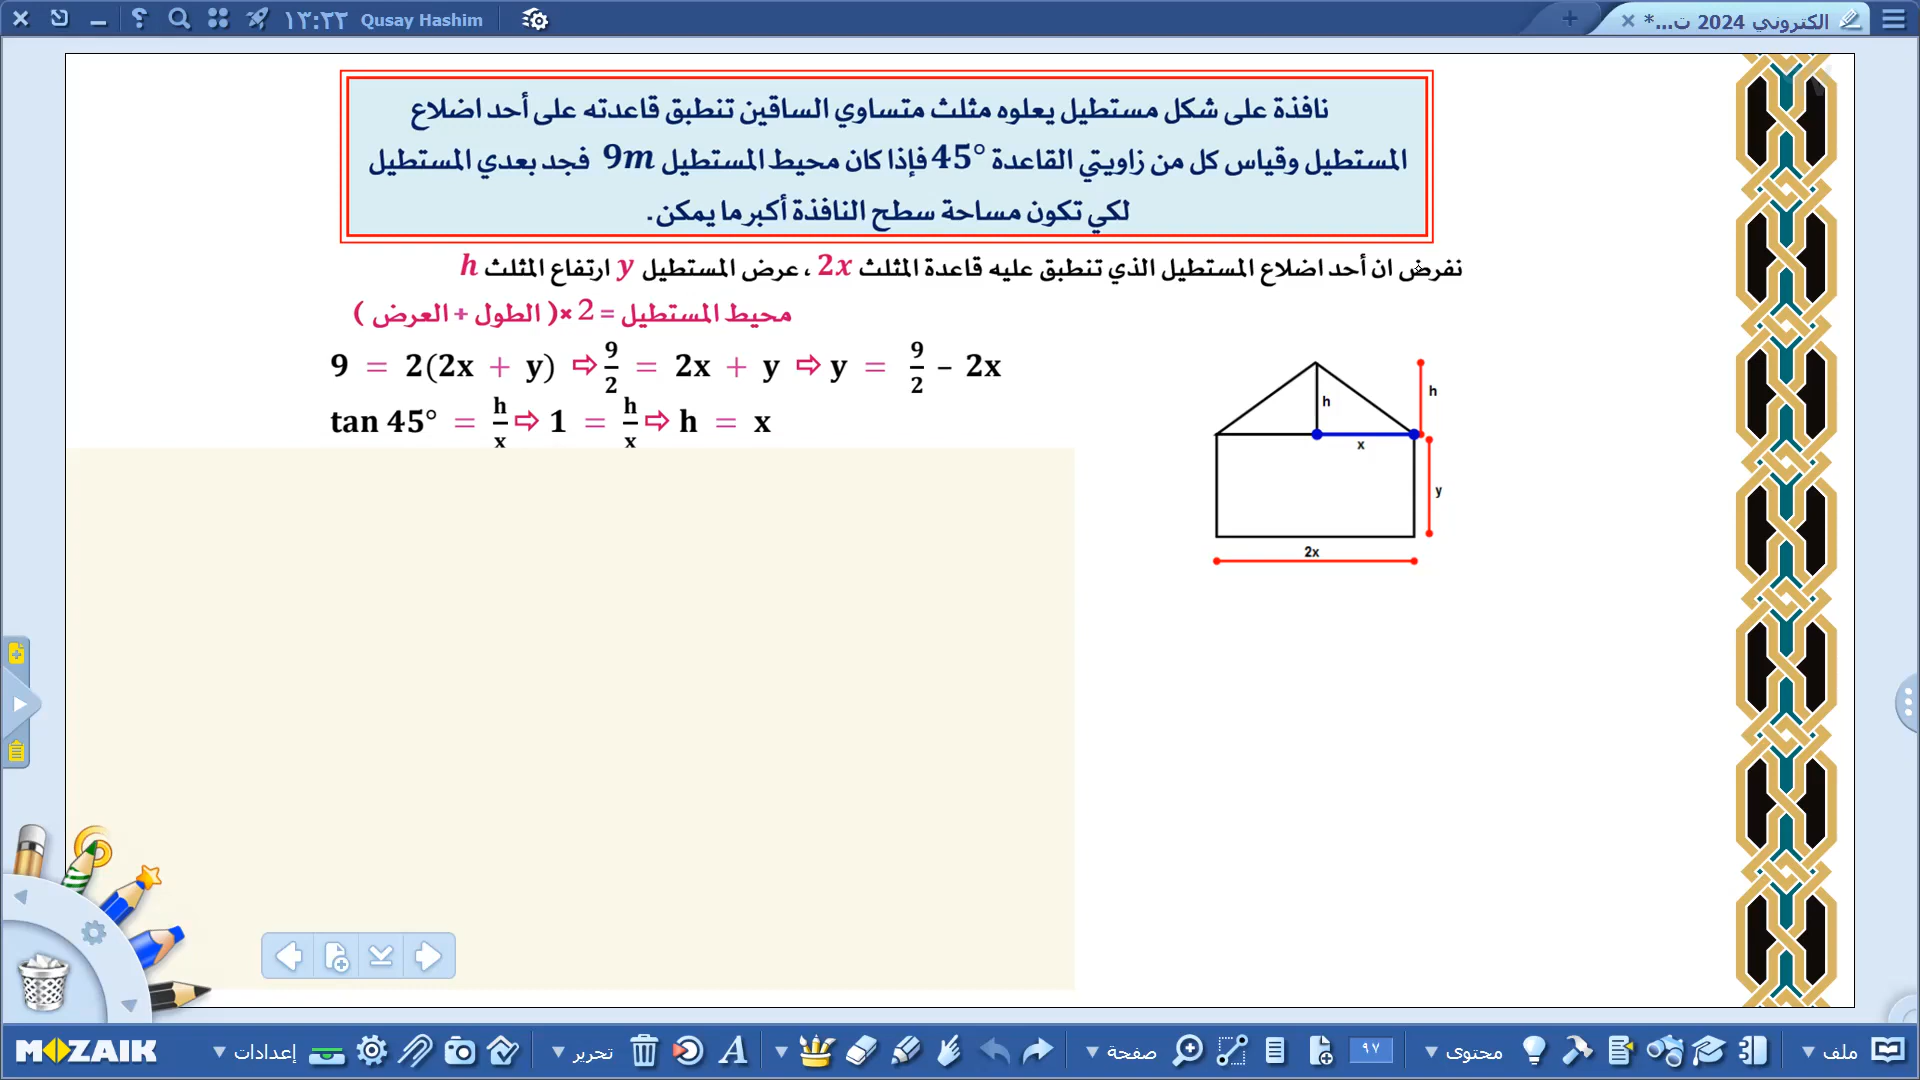 ١٣:٢٣ Qusay Hashim
الكتروني 2024 ت...*
نافذة على شكل مستطيل يعلوه مثلث متساوي الساقين تنطبق قاعدته على أحد اضلاع
المستطيل وقياس كل من زاويتي القاعدة 45° فإذا كان محيط المستطيل 9m فجد بعدي المستطيل
لكي تكون مساحة سطح النافذة أكبر ما يمكن.
نفرض ان أحد اضلاع المستطيل الذي تنطبق عليه قاعدة المثلث 2x ، عرض المستطيل y ارتفاع المثلث h
محيط المستطيل = 2 ×( الطول + العرض )
9 = 2(2x + y) ⇨ 9/2 = 2x + y ⇨ y = 9/2 – 2x
tan 45° = h/x ⇨ 1 = h/x ⇨ h = x
h
h
x
y
2x
MOZAIK
إعدادات
تحرير
صفحة
٩٧
محتوى
ملف